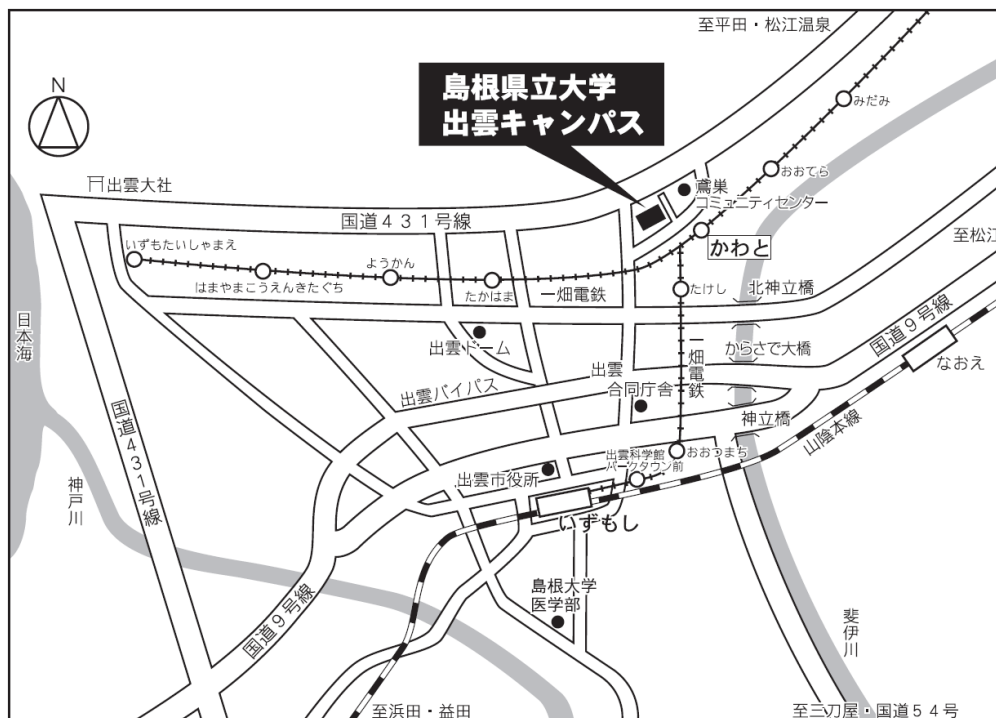 至平田・松江温泉
N
島根県立大学
出雲キャンパス
みだみ
おおてら
鳶巣
コミュニティセンター
出雲大社
国道431号線
かわと
至松江
いずもたいしゃまえ
はまやまこうえんきたぐち
ようかん
たかはま
一畑電鉄
たけし
北神立橋
国道9号線
日本海
出雲ドーム
一畑電鉄
からさで大橋
なおえ
出雲
合同庁舎
出雲バイパス
神立橋
山陰本線
国道431号線
出雲科学館
パークタウン前
おおつまち
出雲市役所
いずもし
神戸川
島根大学
医学部
国道9号線
斐伊川
至浜田・益田
至三刀屋・国道54号